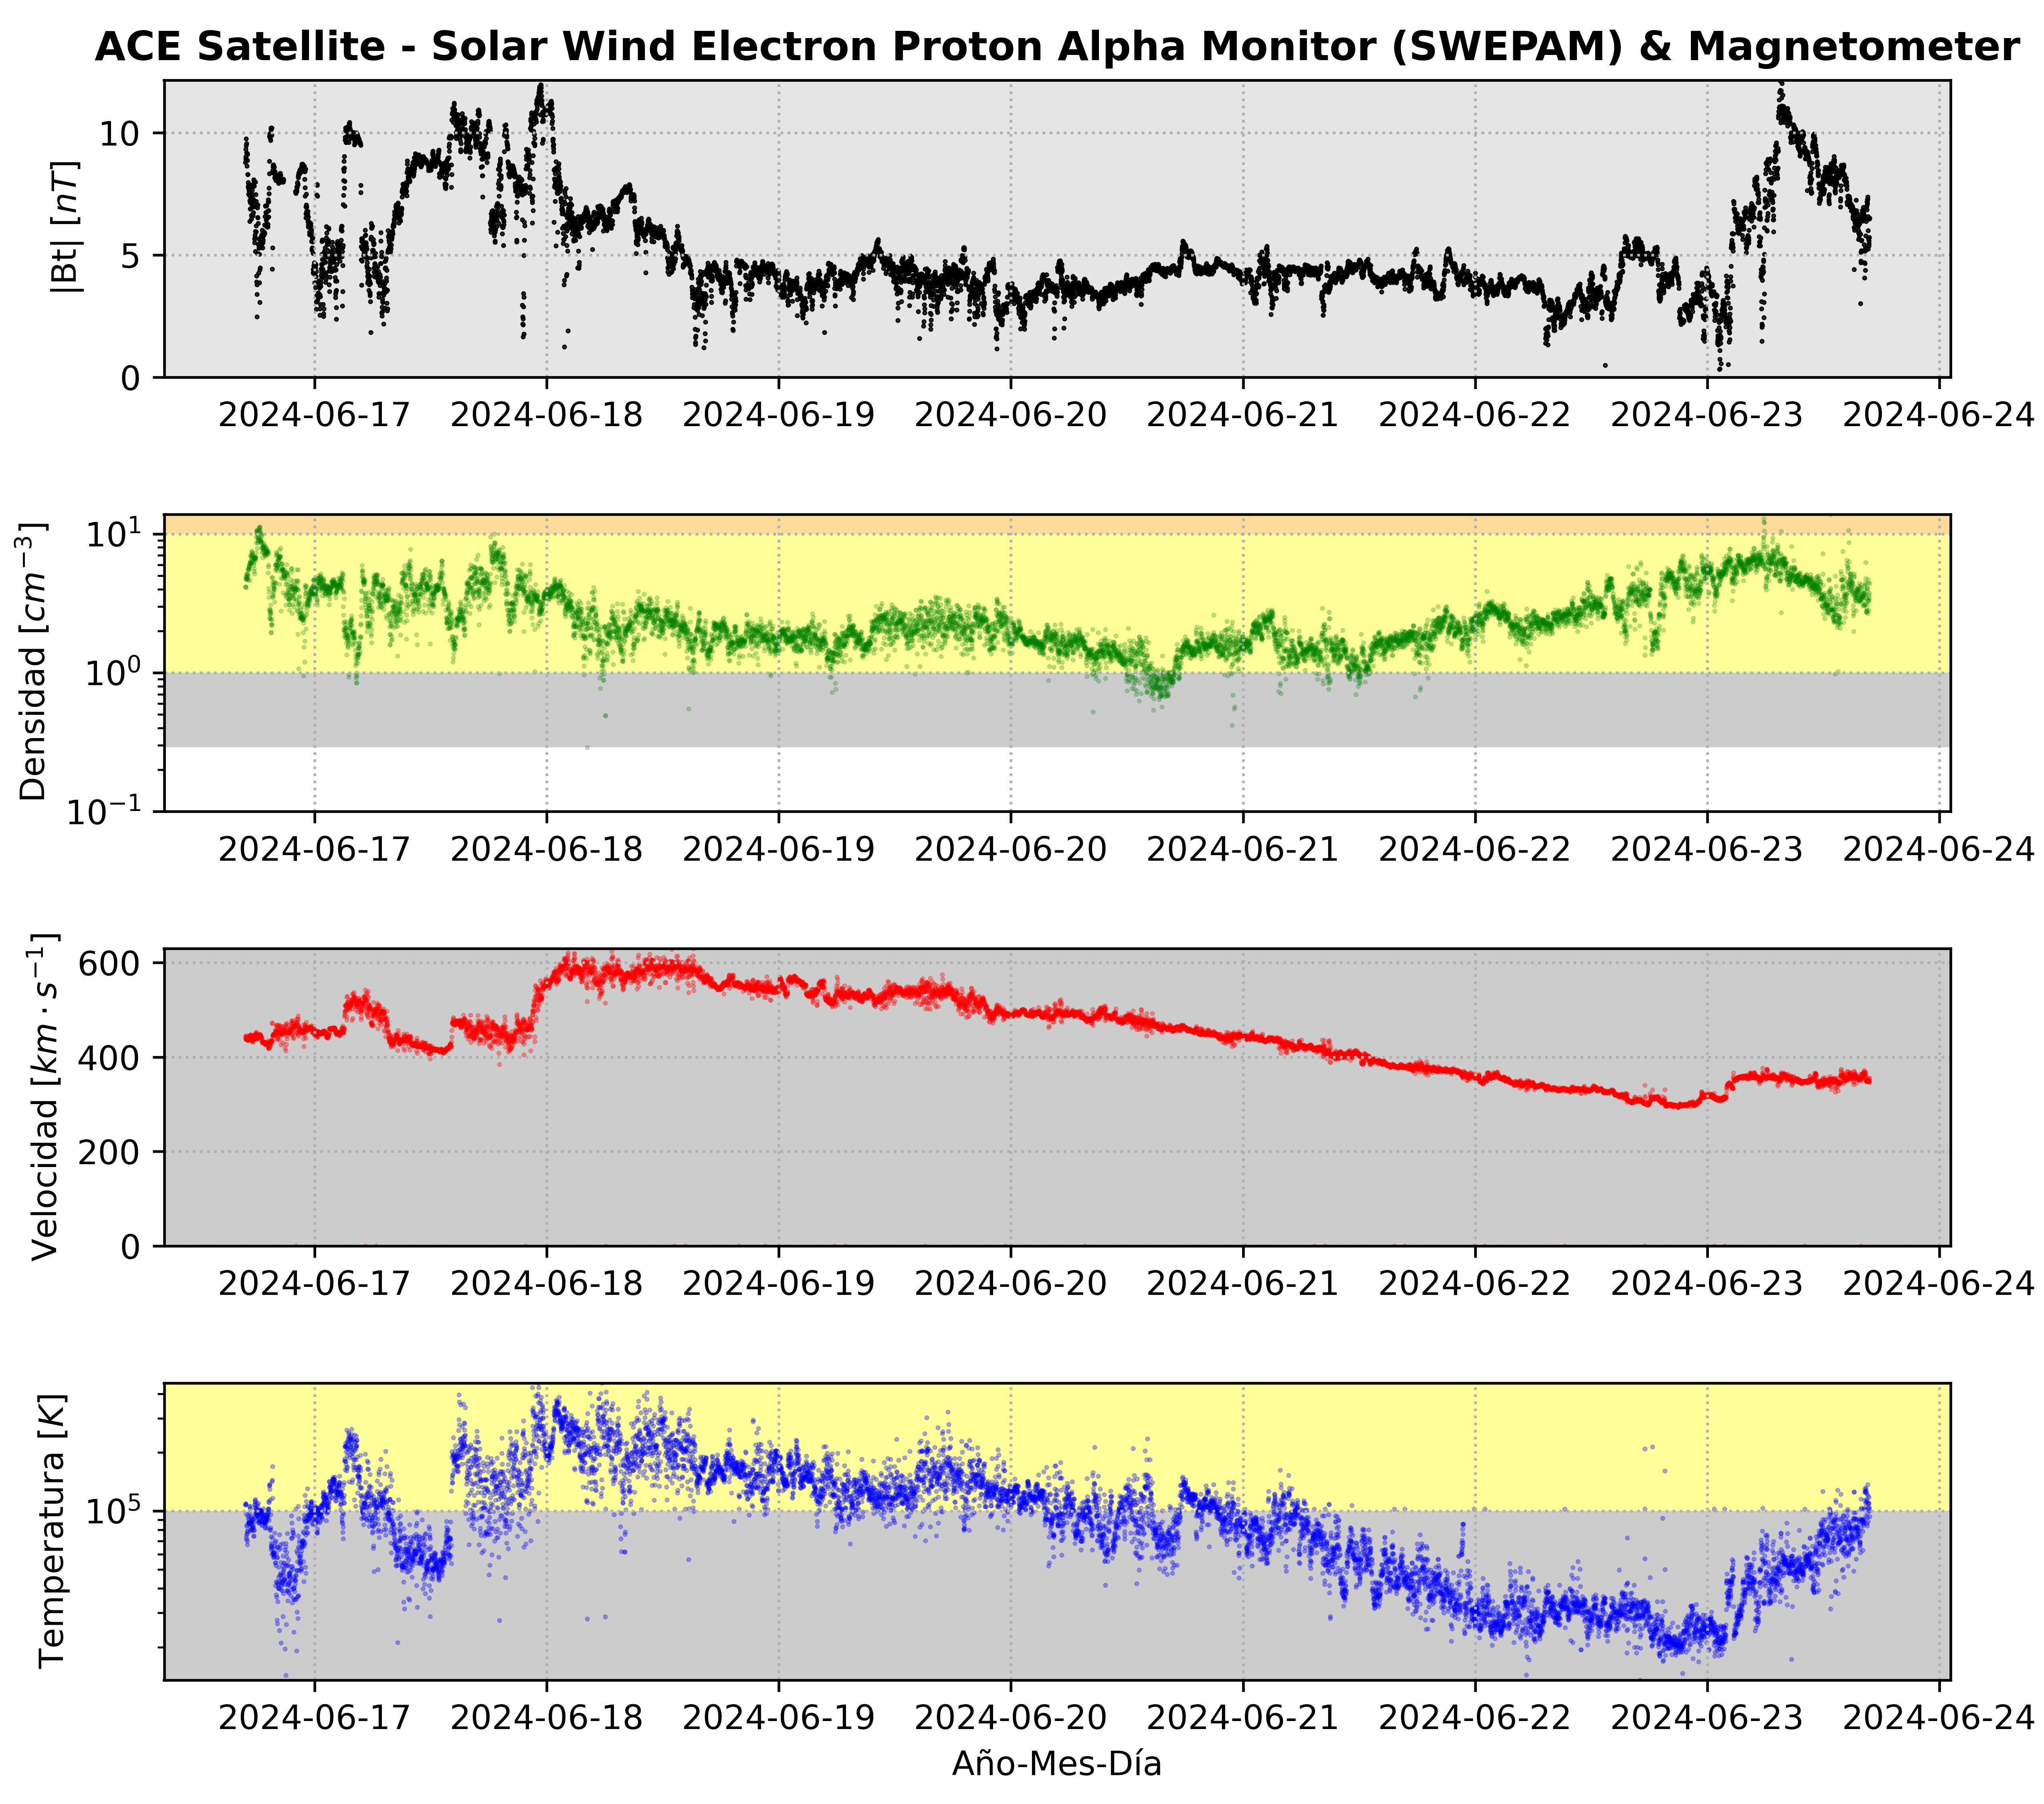 ACE Satellite - Solar Wind Electron Proton Alpha Monitor (SWEPAM) & Magnetometer
|Bt| [nT]
10
5
0
2024-06-17 2024-06-18 2024-06-19 2024-06-20 2024-06-21 2024-06-22 2024-06-23 2024-06-24
Densidad [cm⁻³]
10¹
10⁰
10⁻¹
2024-06-17 2024-06-18 2024-06-19 2024-06-20 2024-06-21 2024-06-22 2024-06-23 2024-06-24
Velocidad [km · s⁻¹]
600
400
200
0
2024-06-17 2024-06-18 2024-06-19 2024-06-20 2024-06-21 2024-06-22 2024-06-23 2024-06-24
Temperatura [K]
10⁵
2024-06-17 2024-06-18 2024-06-19 2024-06-20 2024-06-21 2024-06-22 2024-06-23 2024-06-24
Año-Mes-Día